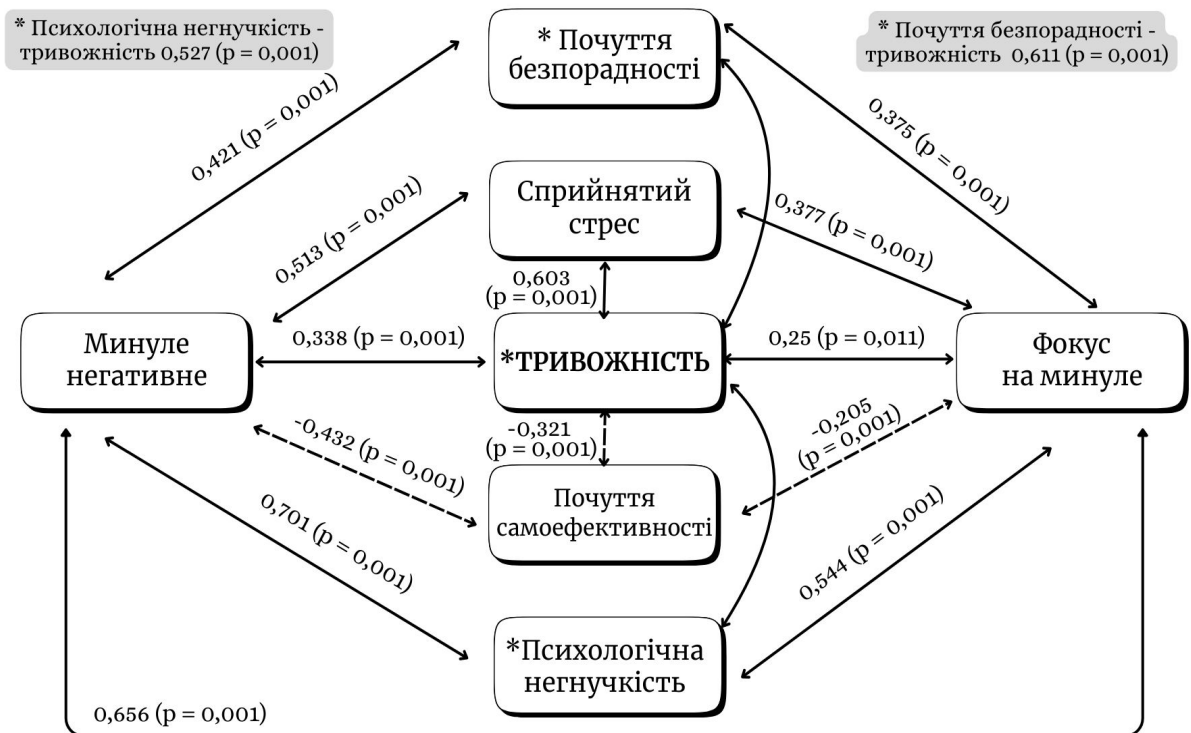 * Психологічна негнучкість -
тривожність 0,527 (p = 0,001)
* Почуття
безпорадності
* Почуття безпорадності -
тривожність 0,611 (p = 0,001)
0,421 (p = 0,001)
0,375 (p = 0,001)
Сприйнятий
стрес
0,513 (p = 0,001)
0,377 (p = 0,001)
0,603
(p = 0,001)
Минуле
негативне
0,338 (p = 0,001)
*ТРИВОЖНІСТЬ
0,25 (p = 0,011)
Фокус
на минуле
-0,432 (p = 0,001)
-0,321
(p = 0,001)
-0,205
(p = 0,001)
Почуття
самоефективності
0,701 (p = 0,001)
0,544 (p = 0,001)
*Психологічна
негнучкість
0,656 (p = 0,001)